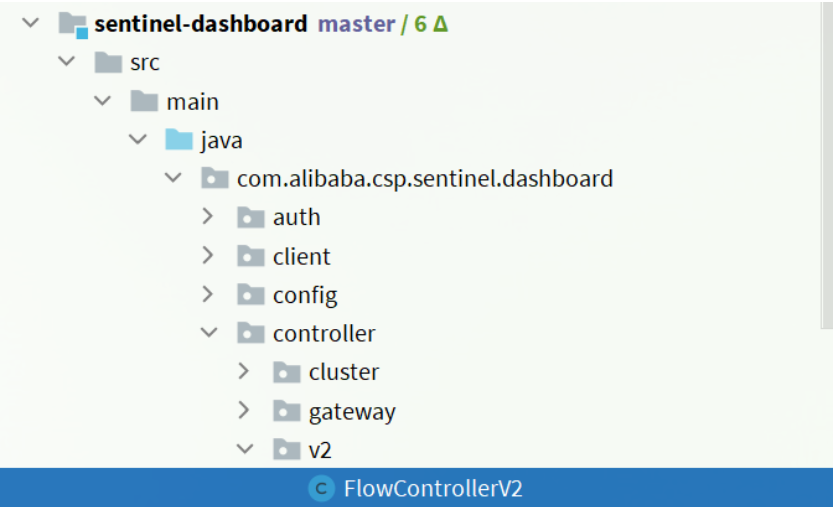 sentinel-dashboard master / 6 Δ
src
main
java
com.alibaba.csp.sentinel.dashboard
auth
client
config
controller
cluster
gateway
v2
C FlowControllerV2